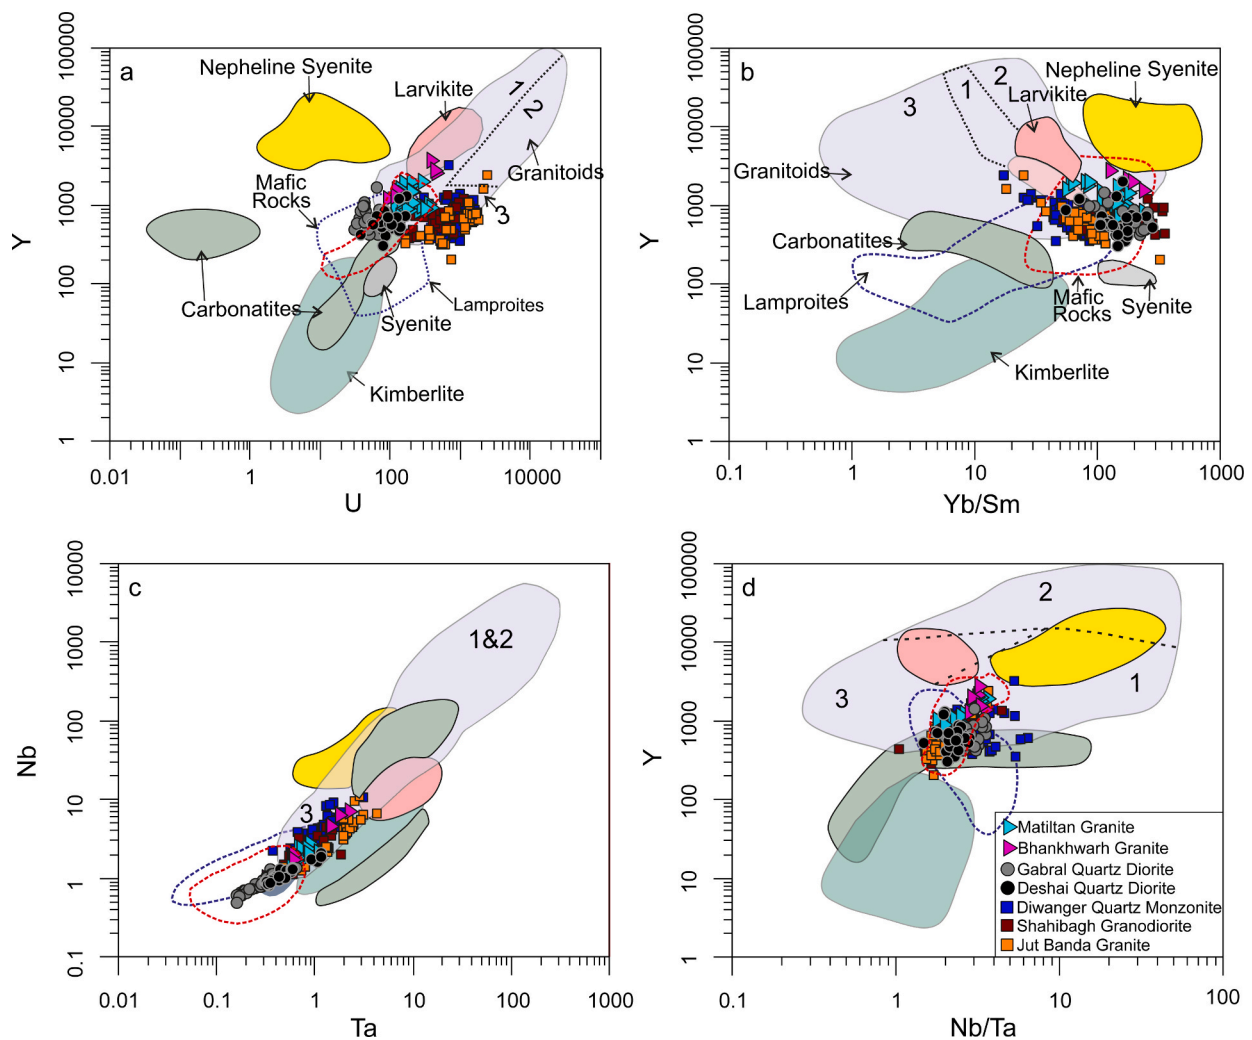 a
Nepheline Syenite
Larvikite
1
2
Granitoids
3
Mafic
Rocks
Carbonatites
Lamproites
Syenite
Kimberlite
Y
100000
10000
1000
100
10
1
0.01
1
100
10000
U
b
Nepheline Syenite
Larvikite
1
2
3
Granitoids
Carbonatites
Lamproites
Mafic
Rocks
Syenite
Kimberlite
Y
100000
10000
1000
100
10
1
0.1
1
10
100
1000
Yb/Sm
c
1&2
3
Nb
100000
1000
100
10
1
0.1
0.01
0.1
1
10
100
1000
Ta
d
2
1
3
Y
100000
10000
1000
100
10
1
0.1
1
10
100
Nb/Ta
Matiltan Granite
Bhankhwarh Granite
Gabral Quartz Diorite
Deshai Quartz Diorite
Diwanger Quartz Monzonite
Shahibagh Granodiorite
Jut Banda Granite